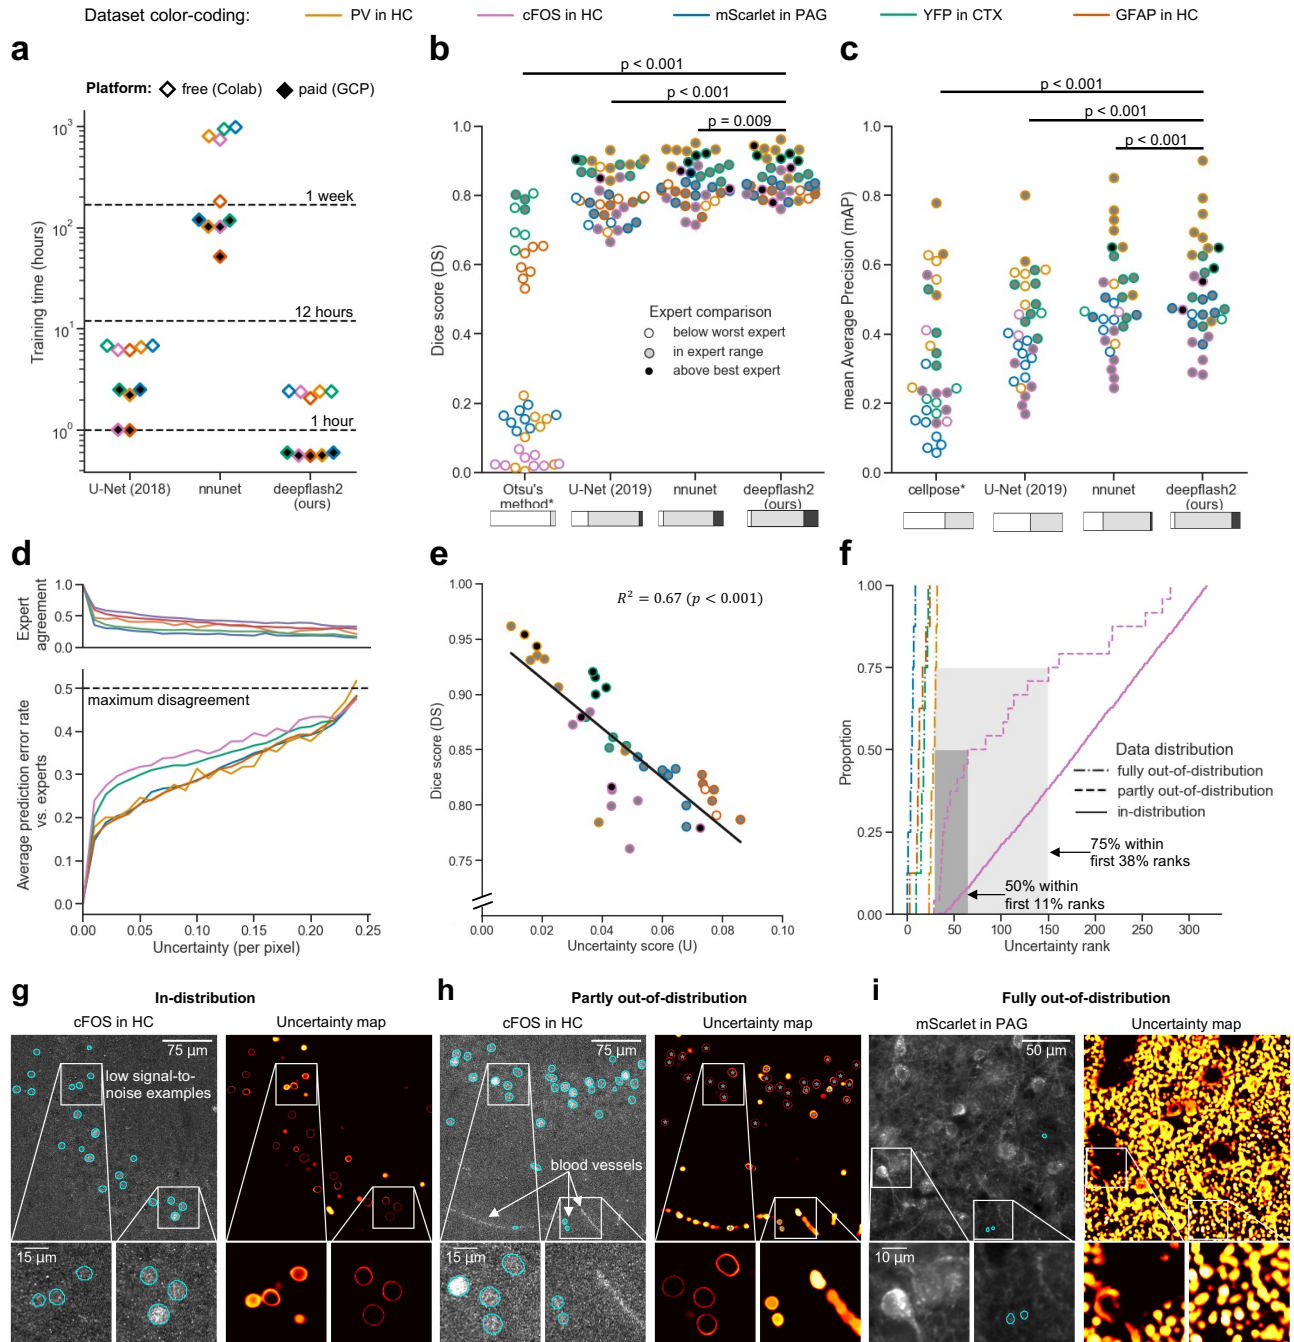 Dataset color-coding:
PV in HC
cFOS in HC
mScarlet in PAG
YFP in CTX
GFAP in HC
a
Platform: free (Colab) paid (GCP)
Training time (hours)
10³
10²
10¹
10⁰
1 week
12 hours
1 hour
U-Net (2018)
nnunet
deepflash2
(ours)
b
p < 0.001
p < 0.001
p = 0.009
Dice score (DS)
1.0
0.8
0.6
0.4
0.2
0.0
Expert comparison
below worst expert
in expert range
above best expert
Otsu's
method*
U-Net (2019)
nnunet
deepflash2
(ours)
c
p < 0.001
p < 0.001
p < 0.001
mean Average Precision (mAP)
1.0
0.8
0.6
0.4
0.2
0.0
cellpose*
U-Net (2019)
nnunet
deepflash2
(ours)
d
Expert
agreement
1.0
0.5
0.0
Average prediction error rate
vs. experts
0.5
0.4
0.3
0.2
0.1
0.0
maximum disagreement
0.00
0.05
0.10
0.15
0.20
0.25
Uncertainty (per pixel)
e
Dice score (DS)
1.00
0.95
0.90
0.85
0.80
0.75
R² = 0.67 (p < 0.001)
0.00
0.02
0.04
0.06
0.08
0.10
Uncertainty score (U)
f
Proportion
1.00
0.75
0.50
0.25
0.00
Data distribution
fully out-of-distribution
partly out-of-distribution
in-distribution
75% within
first 38% ranks
50% within
first 11% ranks
0
50
100
150
200
250
300
Uncertainty rank
g
In-distribution
cFOS in HC
Uncertainty map
75 µm
low signal-to-
noise examples
15 µm
h
Partly out-of-distribution
cFOS in HC
Uncertainty map
75 µm
blood vessels
15 µm
i
Fully out-of-distribution
mScarlet in PAG
Uncertainty map
50 µm
10 µm